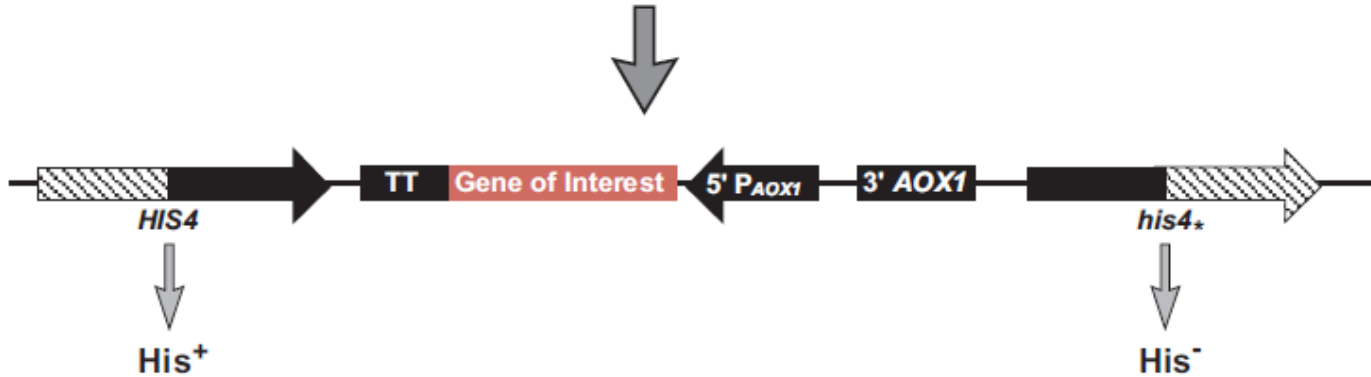 TT Gene of Interest 5' PAOX1 3' AOX1
HIS4 his4*
His+ His-